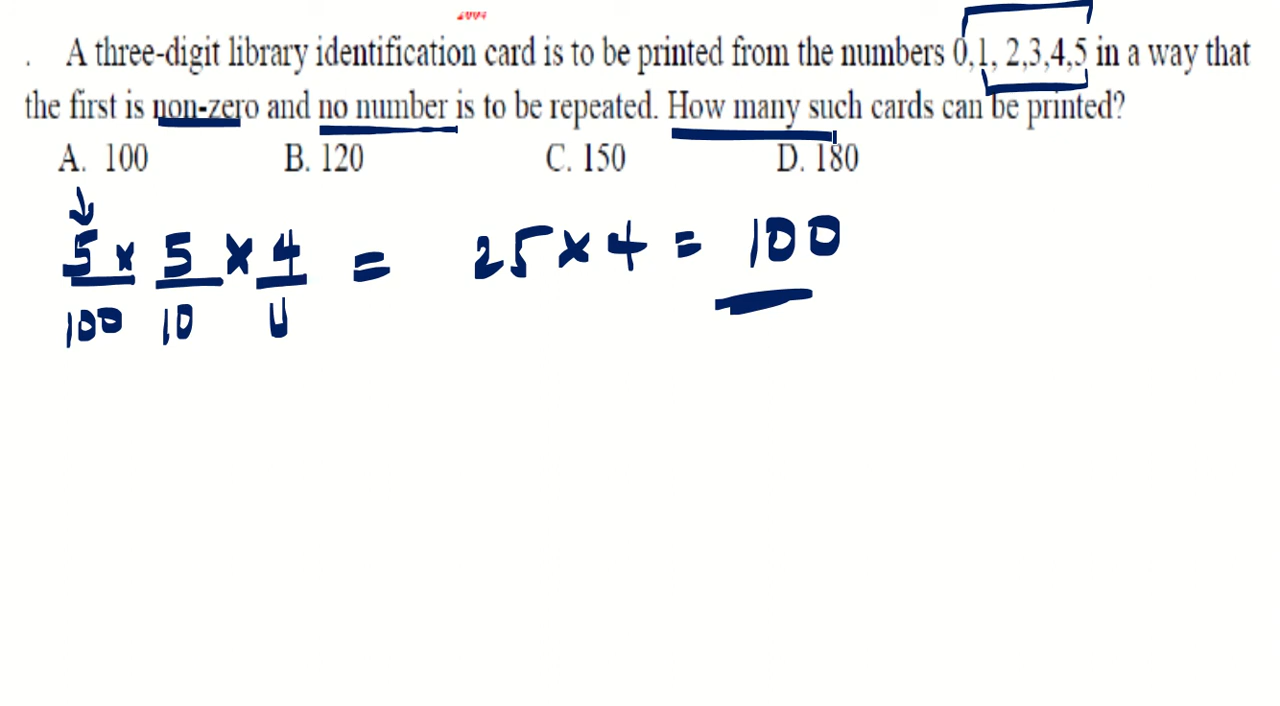 2004
. A three-digit library identification card is to be printed from the numbers 0,1, 2,3,4,5 in a way that
the first is non-zero and no number is to be repeated. How many such cards can be printed?
A. 100 B. 120 C. 150 D. 180
5 × 5 × 4 = 25 × 4 = 100
100 10 U